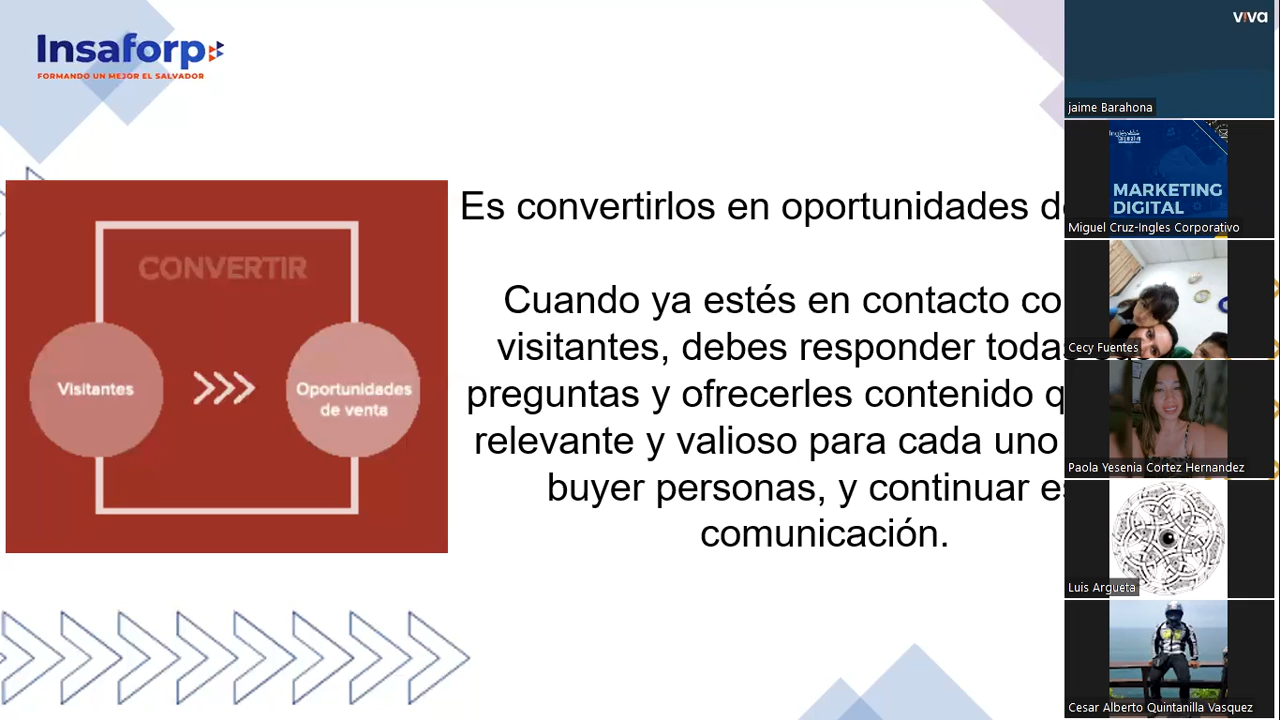 Insaforp
FORMANDO UN MEJOR EL SALVADOR
CONVERTIR
Visitantes
Oportunidades
de venta
Es convertirlos en oportunidades
Cuando ya estés en contacto
visitantes, debes responder
preguntas y ofrecerles contenido
relevante y valioso para cada uno
buyer personas, y continuar
comunicación.
viva
jaime Barahona
MARKETING
DIGITAL
Miguel Cruz-Ingles Corporativo
Cecy Fuentes
Paola Yesenia Cortez Hernandez
Luis Argueta
Cesar Alberto Quintanilla Vasquez